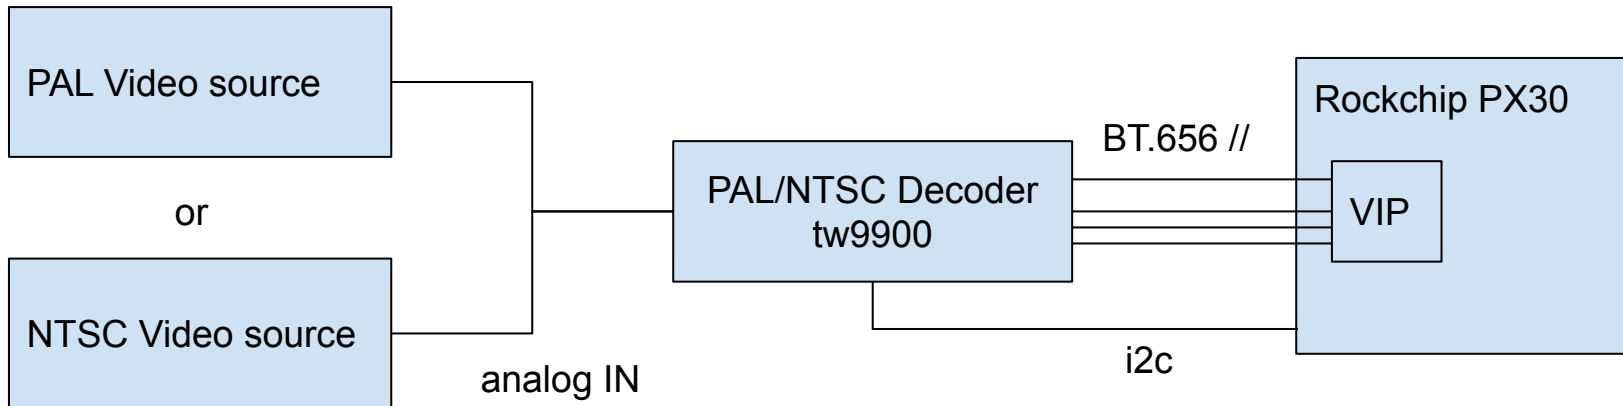 PAL Video source
or
NTSC Video source
analog IN
PAL/NTSC Decoder
tw9900
BT.656 //
i2c
Rockchip PX30
VIP